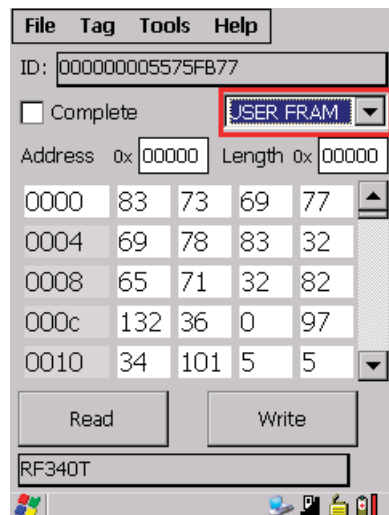 File Tag Tools Help
ID: 000000005575FB77
Complete USER FRAM
Address 0x 00000 Length 0x 00000
0000 83 73 69 77
0004 69 78 83 32
0008 65 71 32 82
000c 132 36 0 97
0010 34 101 5 5
Read Write
RF340T